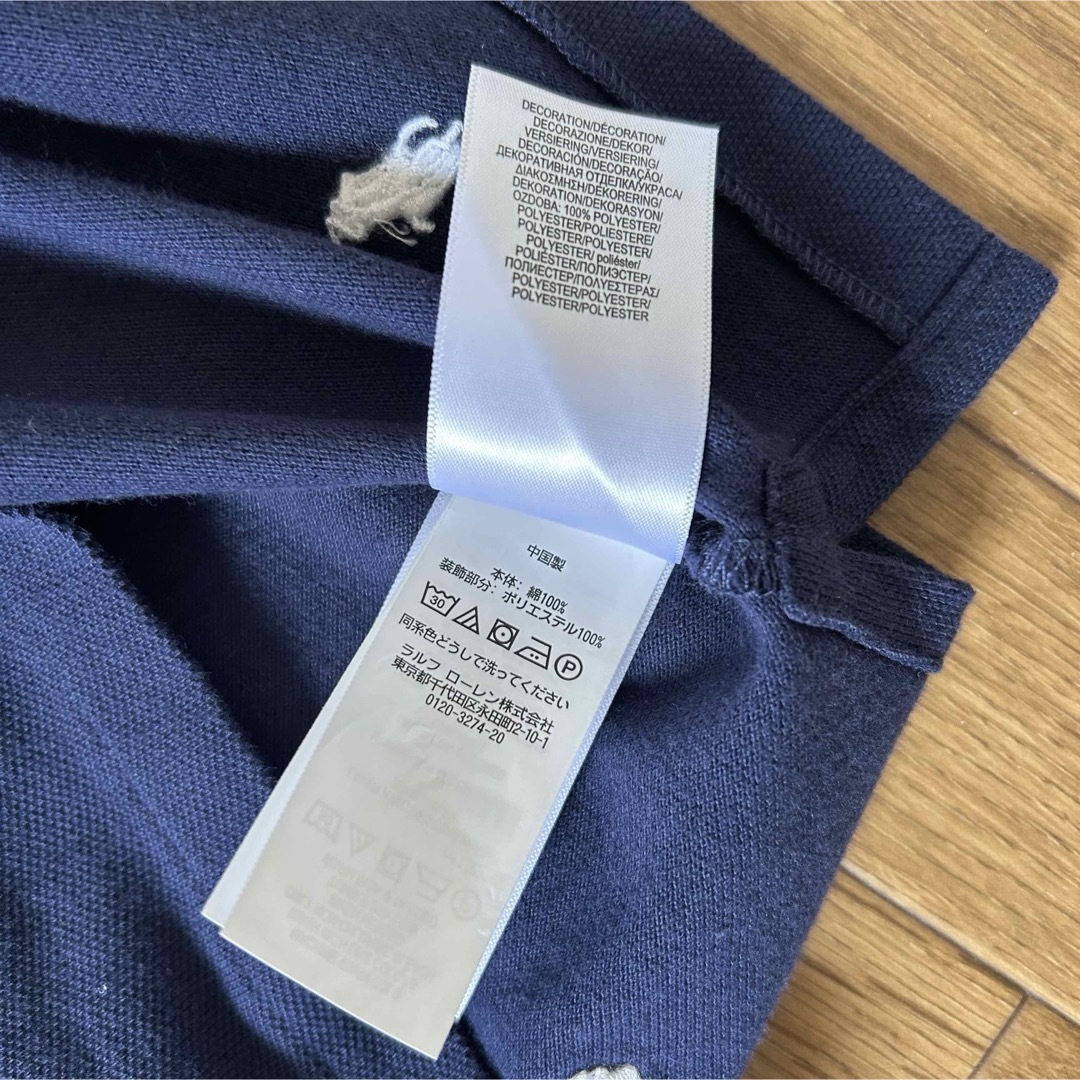 DECORATION/DÉCORATION/
DECORAZIONE/DEKOR/
VERSIERING/VERSIERING/
DECORACIÓN/DECORAÇÃO/
ДЕКОРАТИВНАЯ ОТДЕЛКА/УКРАСА/
ΔΙΑΚΟΣΜΗΣΗ/DEKORERING/
DEKORATION/DEKORASYON/
OZDOBA: 100% POLYESTER/
POLYESTER/POLIESTERE/
POLYESTER/POLYESTER/
POLYESTER/ poliéster/
POLIÉSTER/ПОЛИЭСТЕР/
ПОЛИЕСТЕР/ΠΟΛΥΕΣΤΕΡΑΣ/
POLYESTER/POLYESTER/
POLYESTER/POLYESTER
中国製
本体: 綿100%
装飾部分: ポリエステル100%
30 P
同系色どうしで洗ってください
ラルフ ローレン株式会社
東京都千代田区永田町2-10-1
0120-3274-20